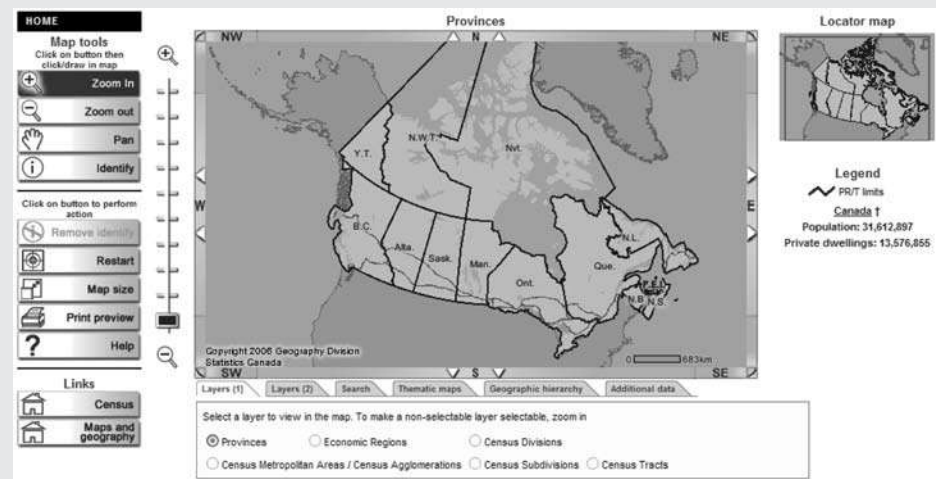 HOME
Map tools
Click on button then
click/draw in map
Zoom In
Zoom out
Pan
Identify
Click on button to perform
action
Remove identify
Restart
Map size
Print preview
Help
Links
Census
Maps and
geography
Provinces
NW
N
NE
W
E
SW
S
SE
Y.T.
N.W.T.
Nvt.
B.C.
Alta.
Sask.
Man.
Ont.
Que.
N.L.
P.E.I.
N.B.
N.S.
Copyright 2006 Geography Division
Statistics Canada
0 683km
Layers (1)
Layers (2)
Search
Thematic maps
Geographic hierarchy
Additional data
Select a layer to view in the map. To make a non-selectable layer selectable, zoom in
Provinces
Economic Regions
Census Divisions
Census Metropolitan Areas / Census Agglomerations
Census Subdivisions
Census Tracts
Locator map
Legend
PR/T limits
Canada †
Population: 31,612,897
Private dwellings: 13,576,855